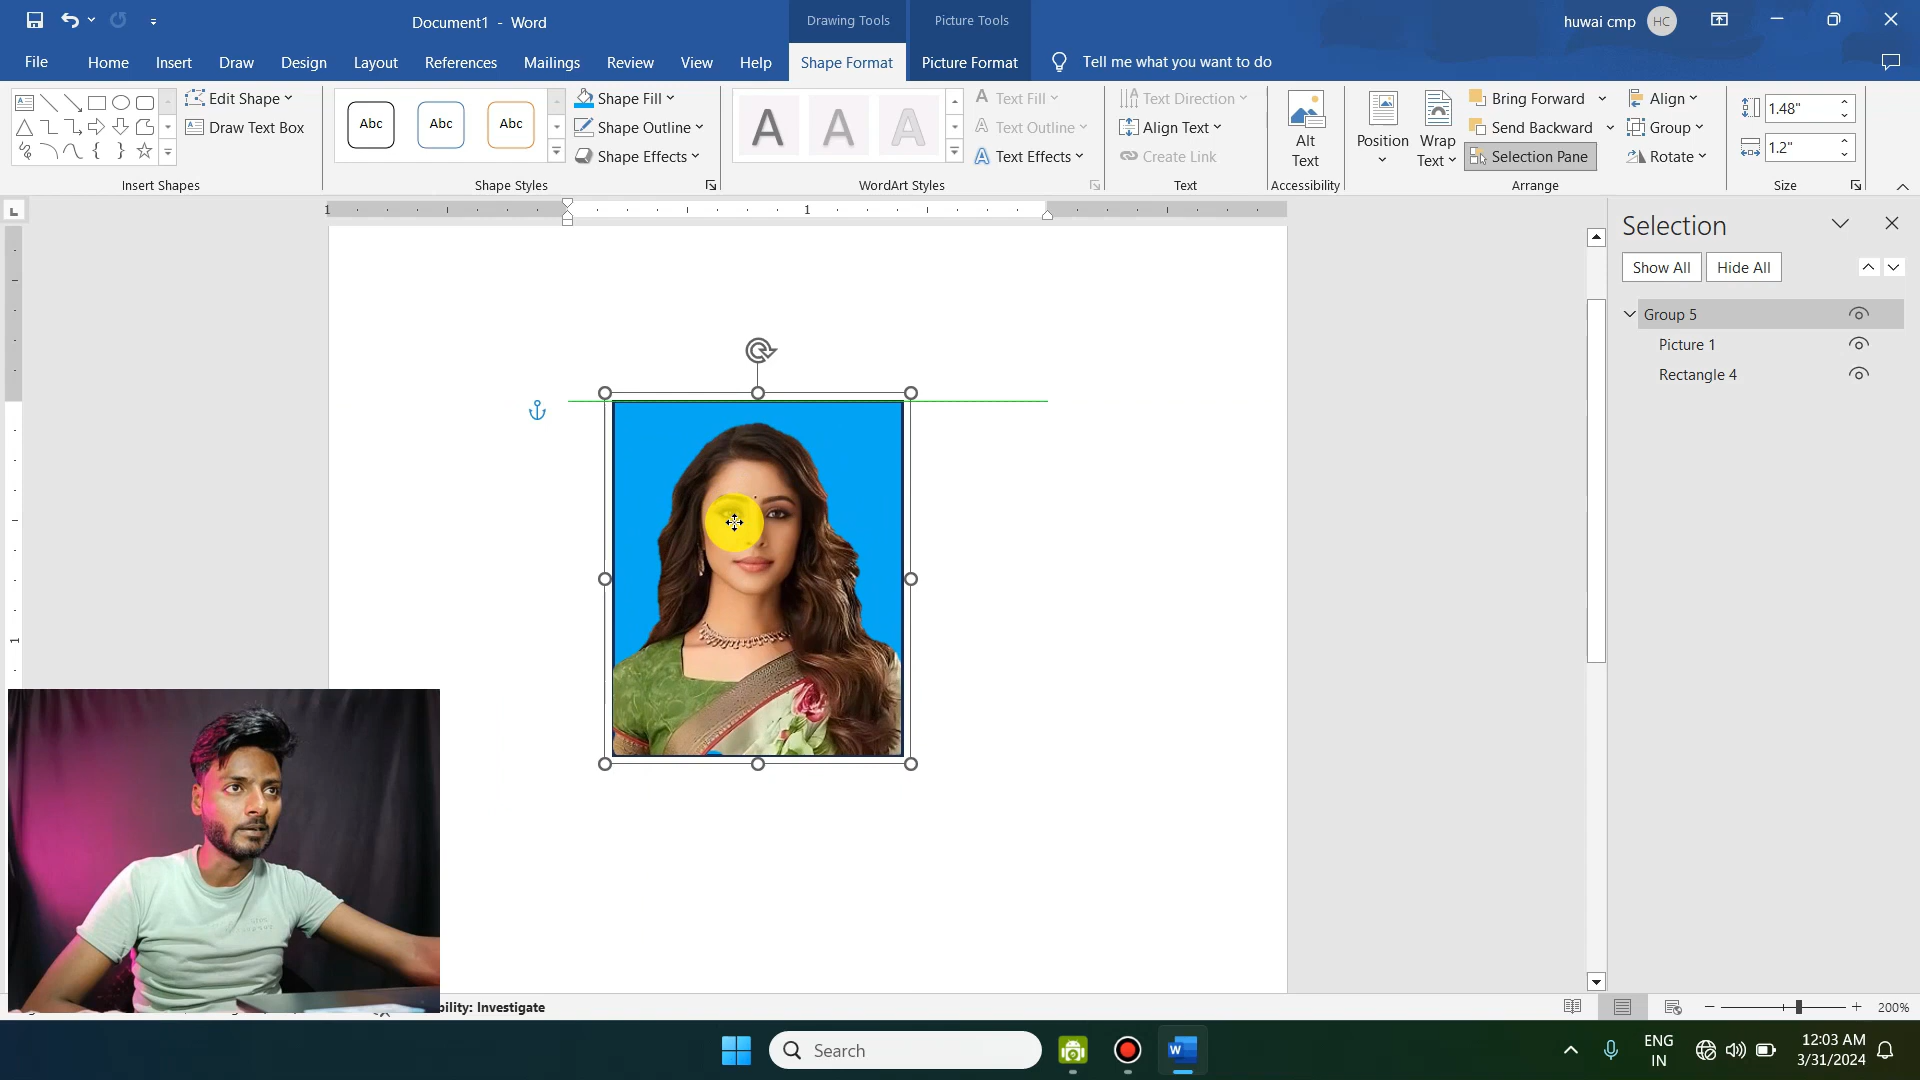 Document1 - Word
Drawing Tools
Picture Tools
huwai cmp
HC
File
Home
Insert
Draw
Design
Layout
References
Mailings
Review
View
Help
Shape Format
Picture Format
Tell me what you want to do
Edit Shape
Draw Text Box
Insert Shapes
Abc
Abc
Abc
Shape Fill
Shape Outline
Shape Effects
Shape Styles
A
A
A
A Text Fill
A Text Outline
A Text Effects
WordArt Styles
Text Direction
Align Text
Create Link
Text
Alt
Text
Accessibility
Position
Wrap
Text
Bring Forward
Send Backward
Selection Pane
Align
Group
Rotate
Arrange
1.48"
1.2"
Size
L
1
1
1
Selection
Show All
Hide All
Group 5
Picture 1
Rectangle 4
bility: Investigate
200%
Search
W
ENG
IN
12:03 AM
3/31/2024